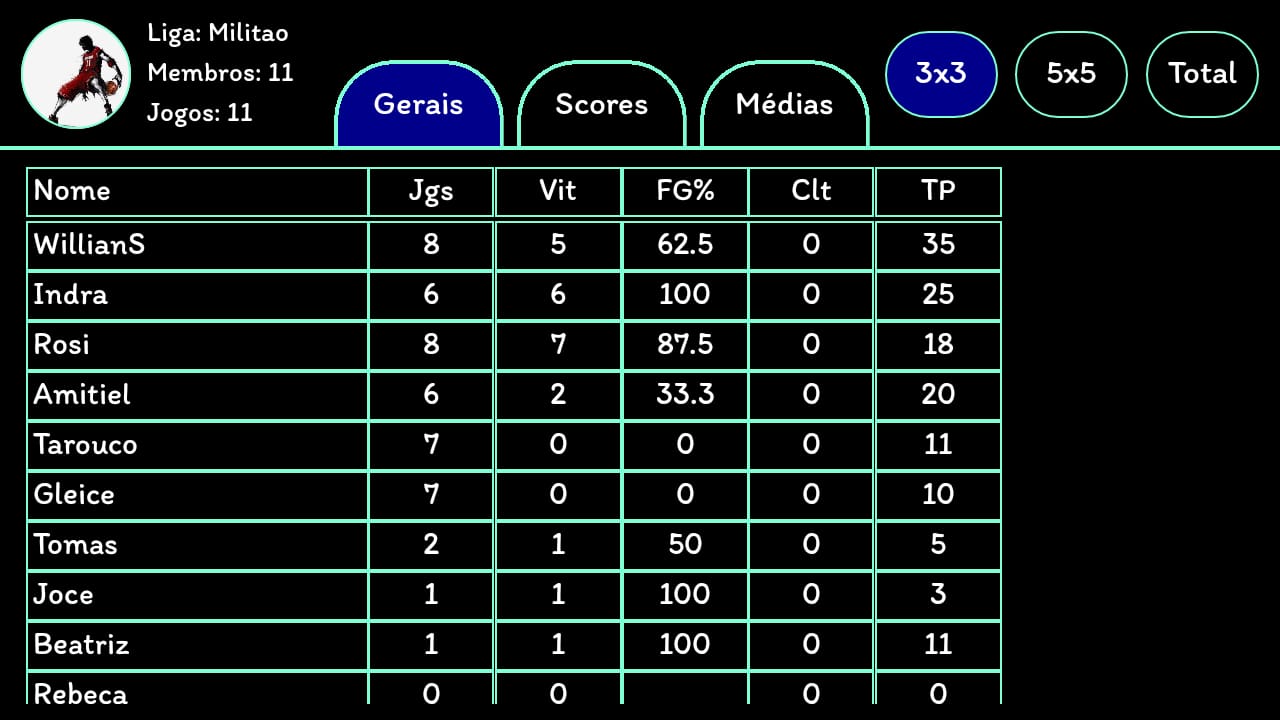 Liga: Militao
Membros: 11
Jogos: 11
Gerais Scores Médias
3x3 5x5 Total
Nome Jgs Vit FG% Clt TP
WillianS 8 5 62.5 0 35
Indra 6 6 100 0 25
Rosi 8 7 87.5 0 18
Amitiel 6 2 33.3 0 20
Tarouco 7 0 0 0 11
Gleice 7 0 0 0 10
Tomas 2 1 50 0 5
Joce 1 1 100 0 3
Beatriz 1 1 100 0 11
Rebeca 0 0 0 0